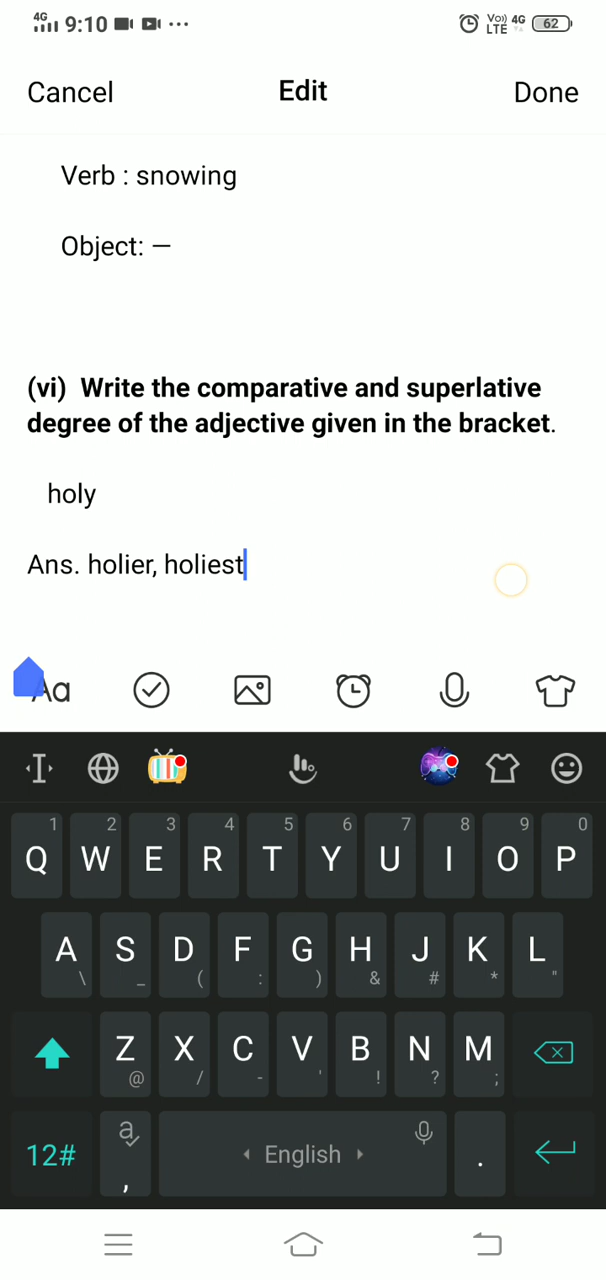 4G 9:10 ... Vo)) LTE 4G 62
Cancel Edit Done
Verb : snowing
Object: —
(vi) Write the comparative and superlative
degree of the adjective given in the bracket.
holy
Ans. holier, holiest
Aa
1 2 3 4 5 6 7 8 9 0
Q W E R T Y U I O P
A S D F G H J K L
\ _ ( : ) & # * "
Z X C V B N M
@ / - ' ! ? ;
12# a , English .